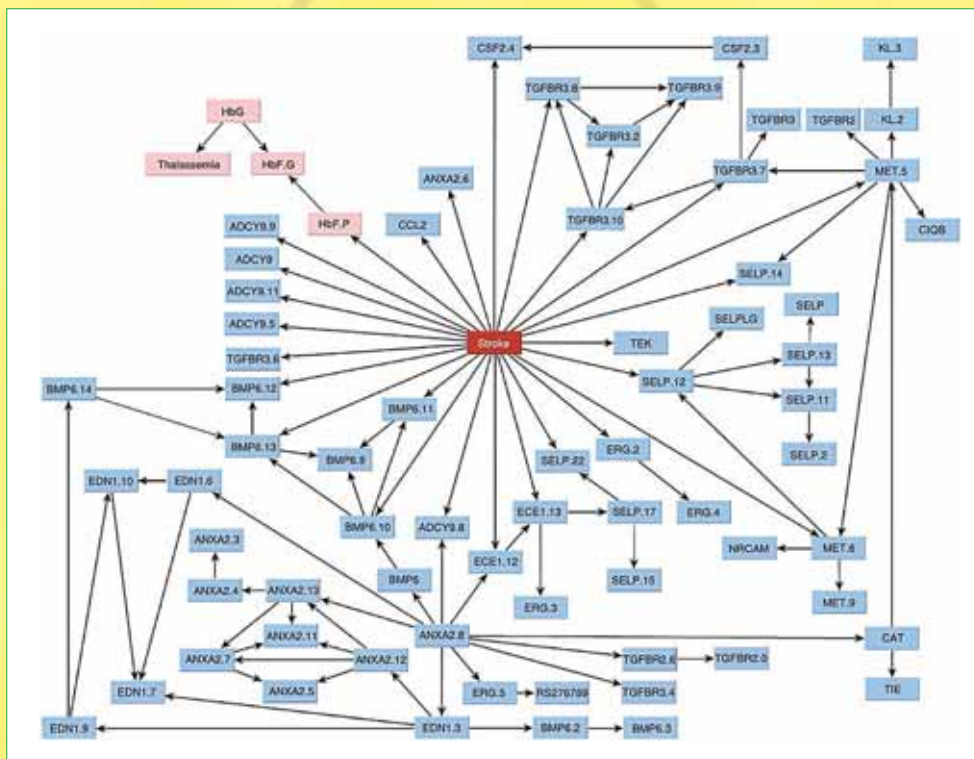 CSF2.4
CSF2.3
KL.3
TGFBR3.8
TGFBR3.9
HbG
TGFBR3.2
TGFBR3
TGFBR2
KL.2
Thalassemia
HbF.G
ANXA2.6
TGFBR3.7
MET.5
ADCY9.9
HbF.P
CCL2
TGFBR3.10
CIQB
ADCY9
SELP.14
ADCY9.11
SELP
ADCY9.5
SELPLG
Stroke
TEK
SELP.13
TGFBR3.6
BMP6.14
BMP6.12
SELP.12
SELP.11
BMP6.11
BMP6.13
BMP6.9
SELP.22
ERG.2
SELP.2
EDN1.10
EDN1.6
BMP6.10
ADCY9.8
ECE1.13
SELP.17
ERG.4
ANXA2.3
ECE1.12
NRCAM
MET.6
ANXA2.4
ANXA2.13
BMP6
SELP.15
ERG.3
MET.9
ANXA2.11
ANXA2.8
CAT
ANXA2.7
ANXA2.12
TGFBR2.6
TGFBR2.0
EDN1.7
ANXA2.5
ERG.5
RS276789
TGFBR3.4
TIE
EDN1.9
EDN1.3
BMP6.2
BMP6.3